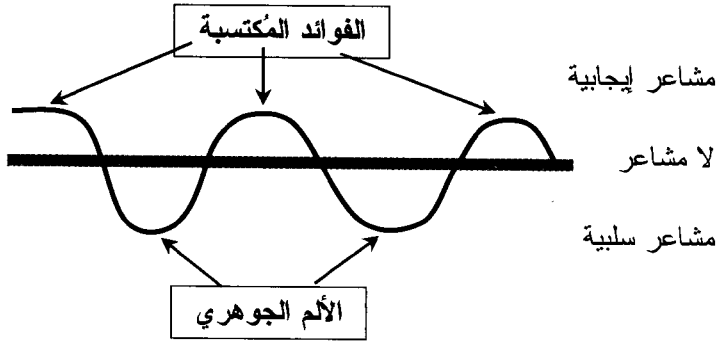 الفوائد المُكتسبة
مشاعر إيجابية
لا مشاعر
مشاعر سلبية
الألم الجوهري